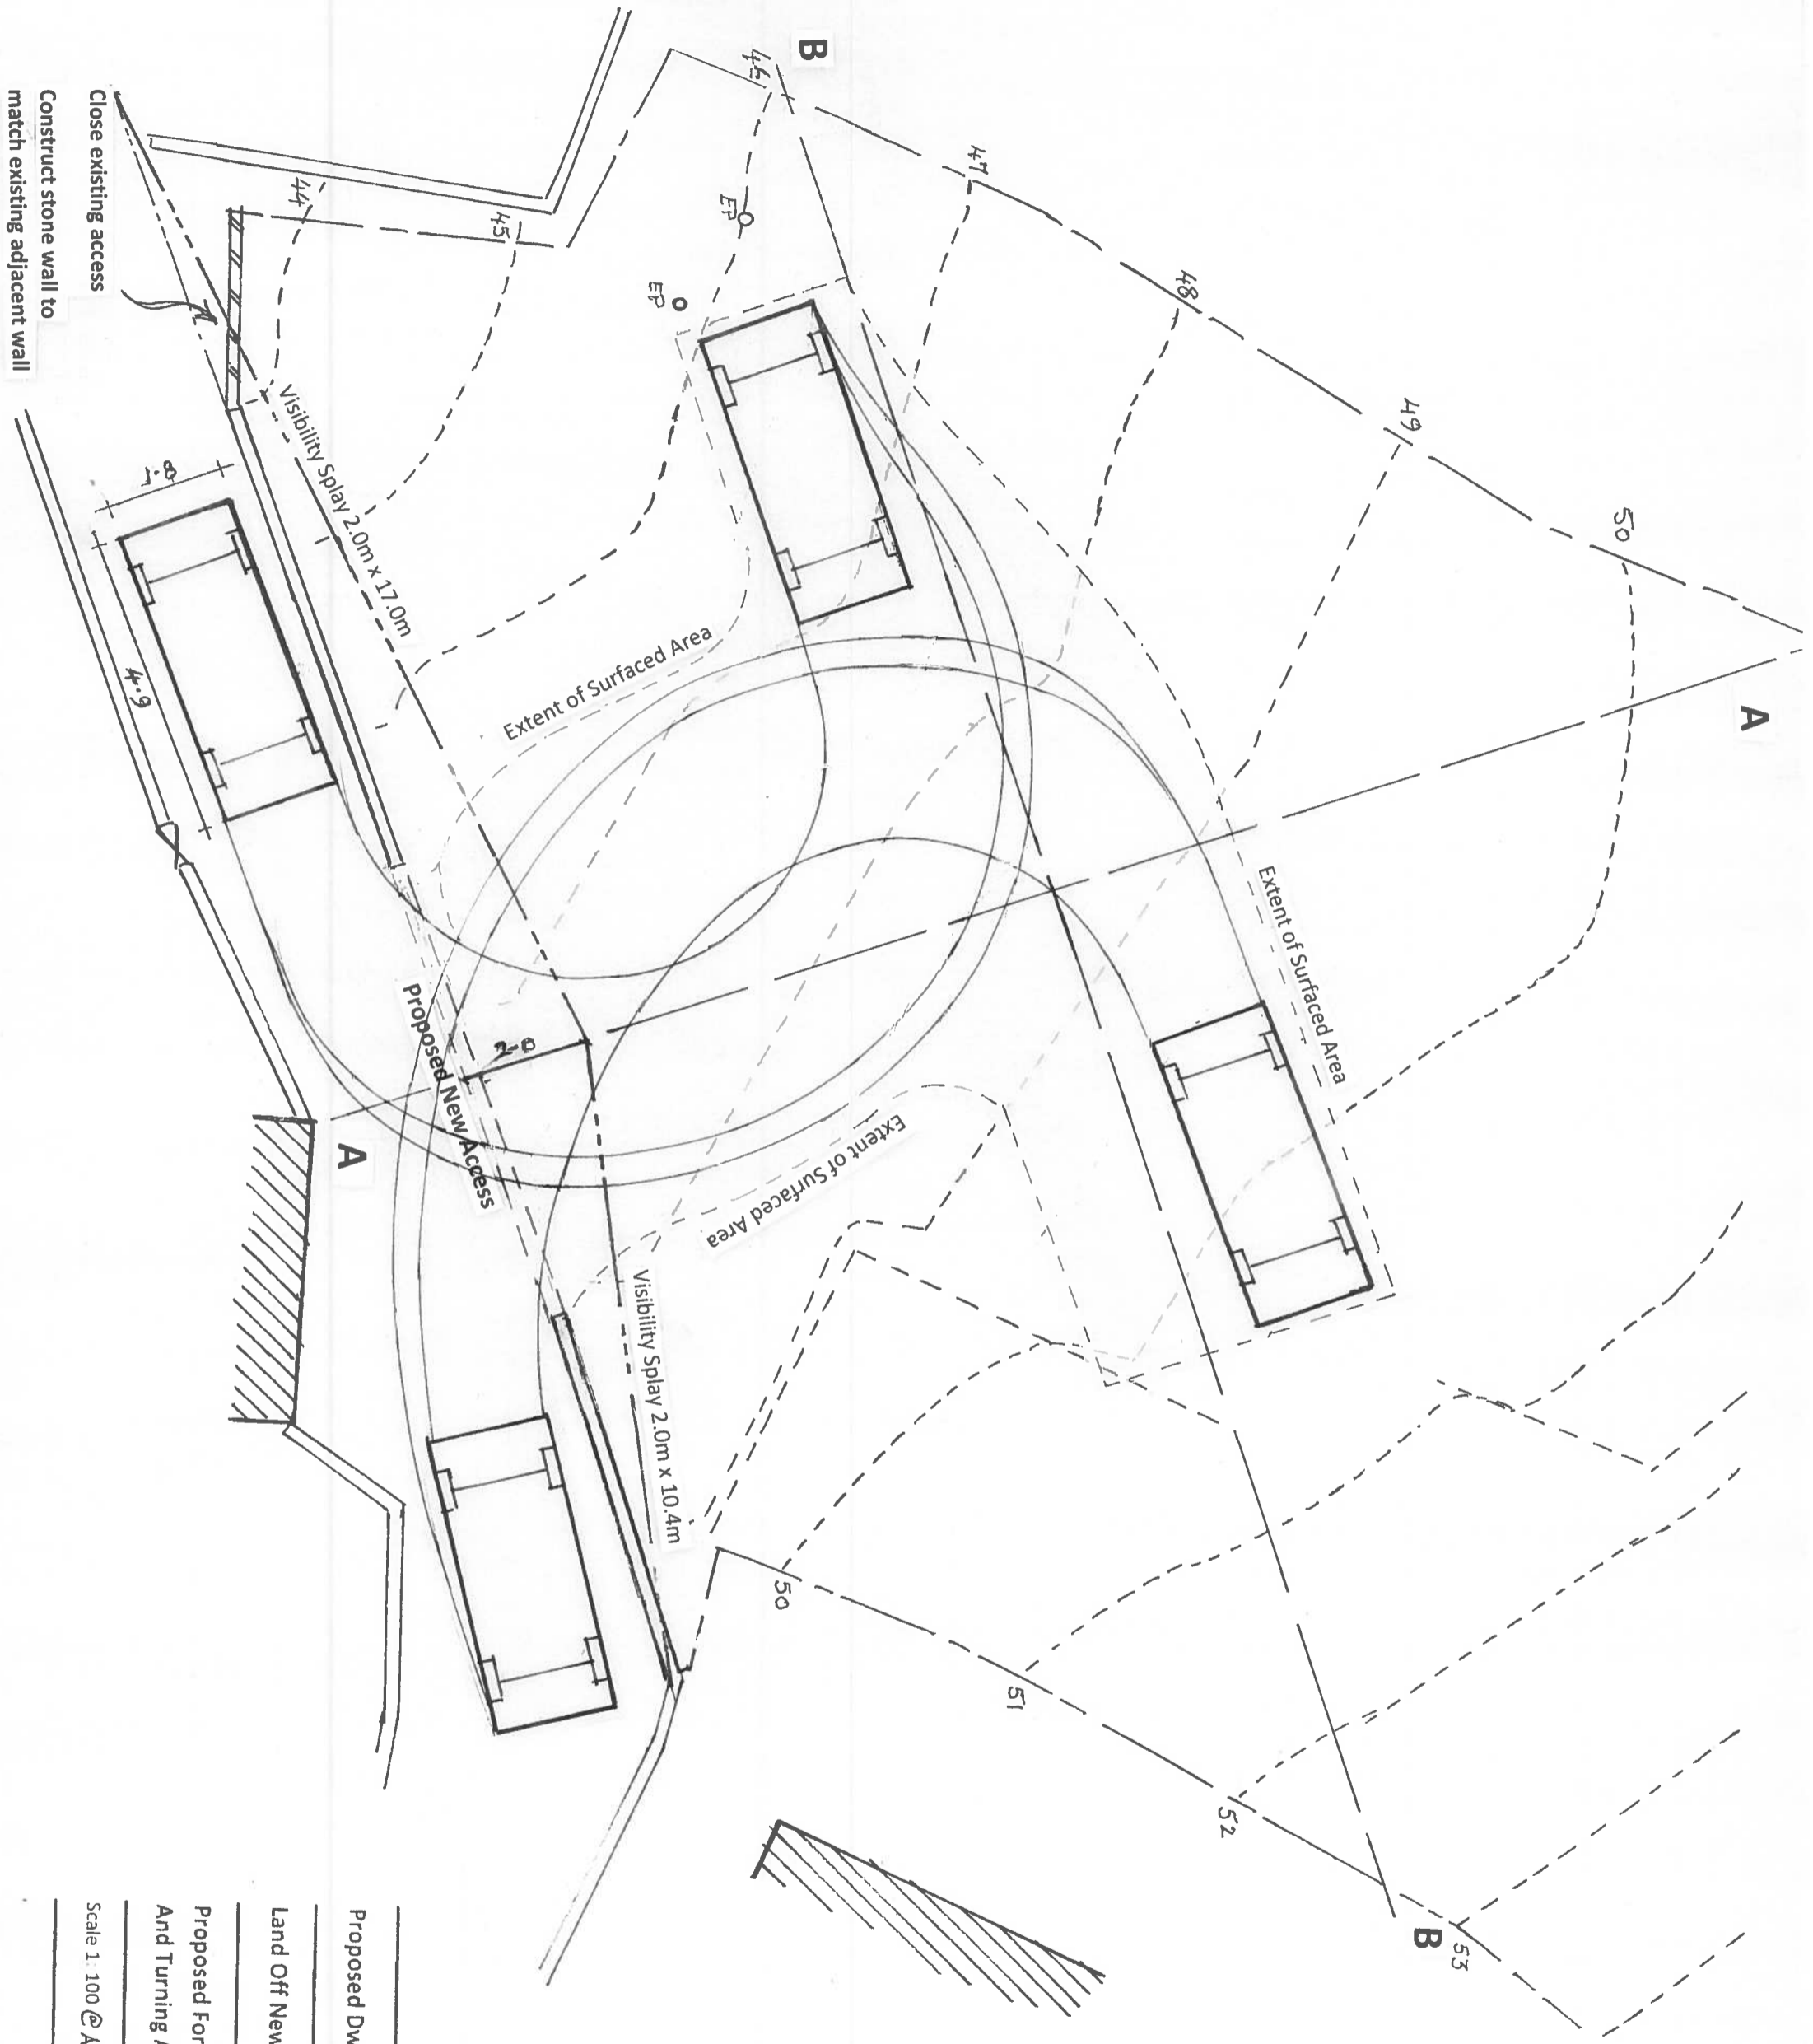 B
46
47
48
49
50
A
EP
EP
44
45
Close existing access
Construct stone wall to
match existing adjacent wall
Visibility Splay 2.0m x 17.0m
1.8
4.9
Extent of Surfaced Area
Extent of Surfaced Area
Proposed New Access
2.0
A
Extent of Surfaced Area
Visibility Splay 2.0m x 10.4m
50
51
52
53
B
Proposed Dw
Land Off New
Proposed For
And Turning A
Scale 1: 100 @ A